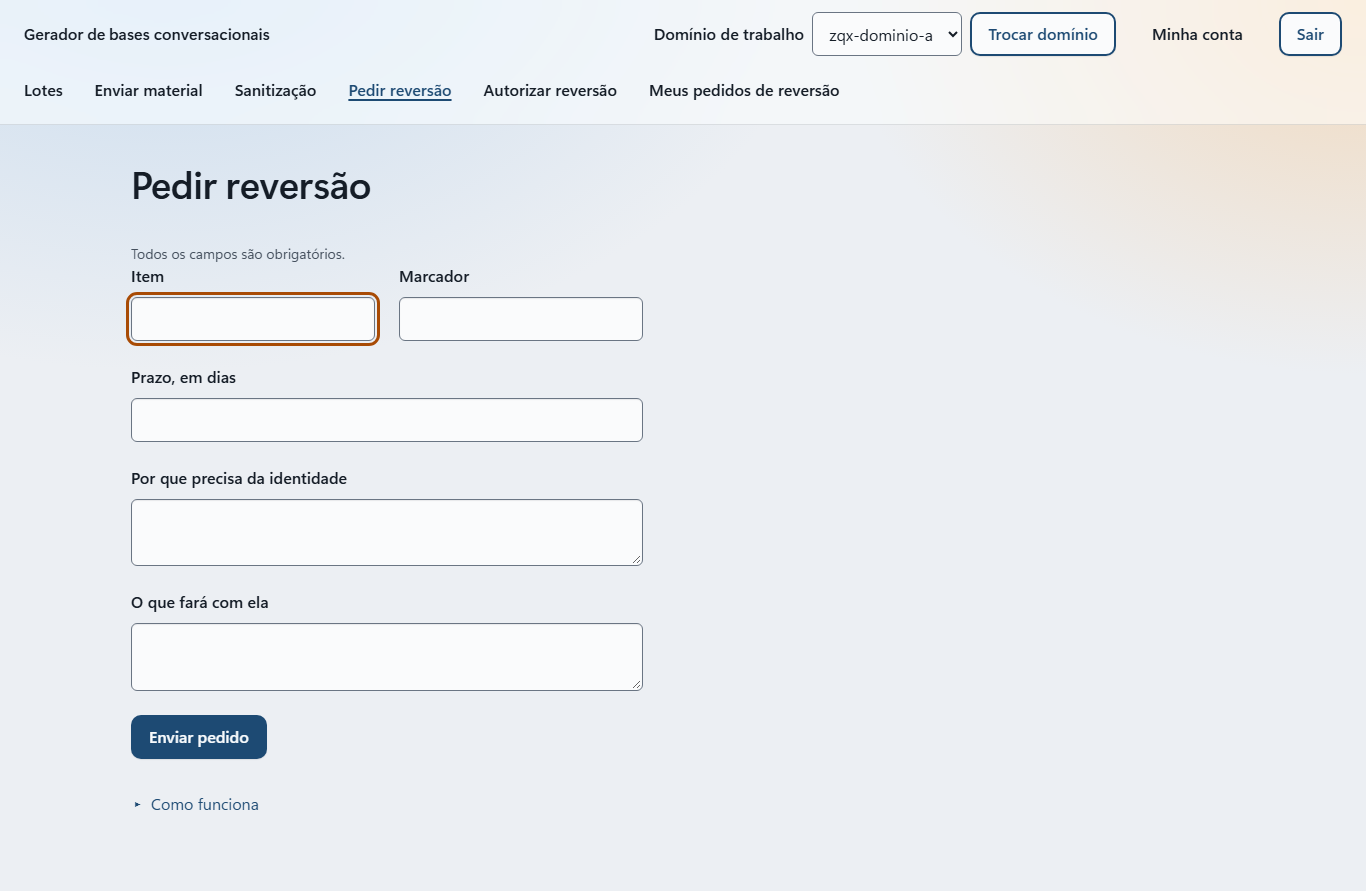 Gerador de bases conversacionais
Domínio de trabalho zqx-dominio-a Trocar domínio Minha conta Sair
Lotes Enviar material Sanitização Pedir reversão Autorizar reversão Meus pedidos de reversão
Pedir reversão
Todos os campos são obrigatórios.
Item Marcador
Prazo, em dias
Por que precisa da identidade
O que fará com ela
Enviar pedido
Como funciona